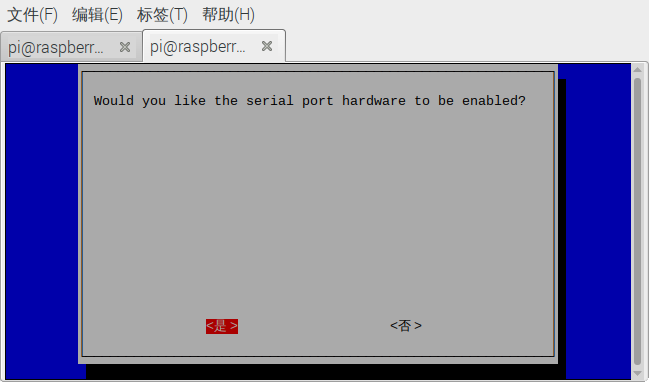 文件(F) 编辑(E) 标签(T) 帮助(H)
pi@raspberr... pi@raspberr...
Would you like the serial port hardware to be enabled?
<是> <否>